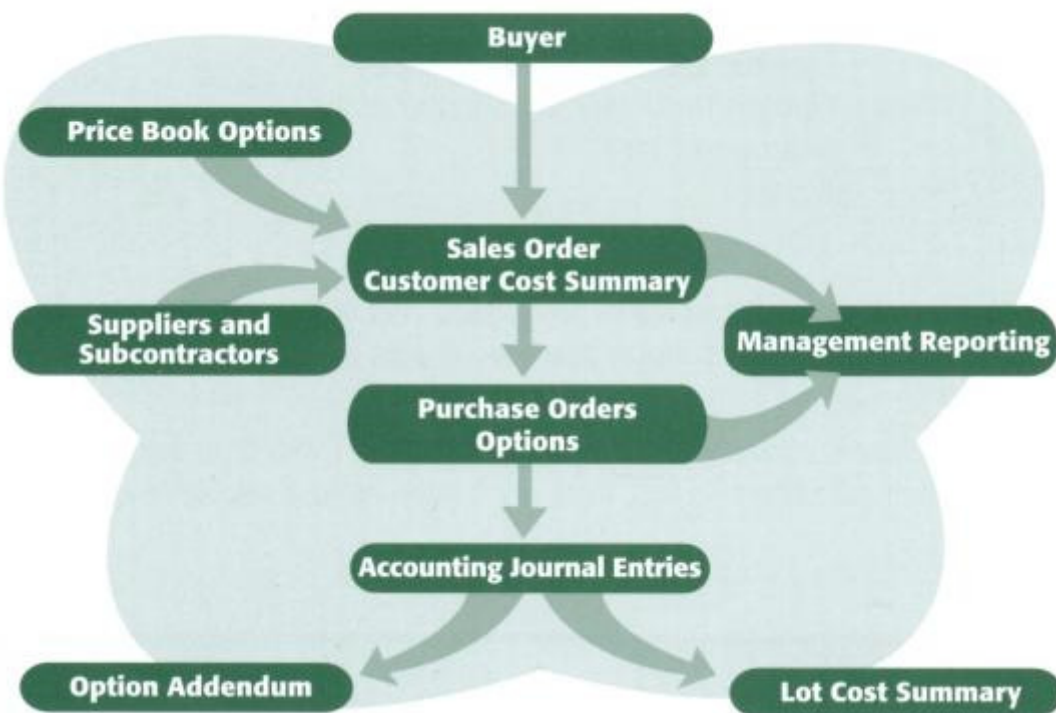 Buyer
Price Book Options
Sales Order
Customer Cost Summary
Suppliers and
Subcontractors
Management Reporting
Purchase Orders
Options
Accounting Journal Entries
Option Addendum
Lot Cost Summary